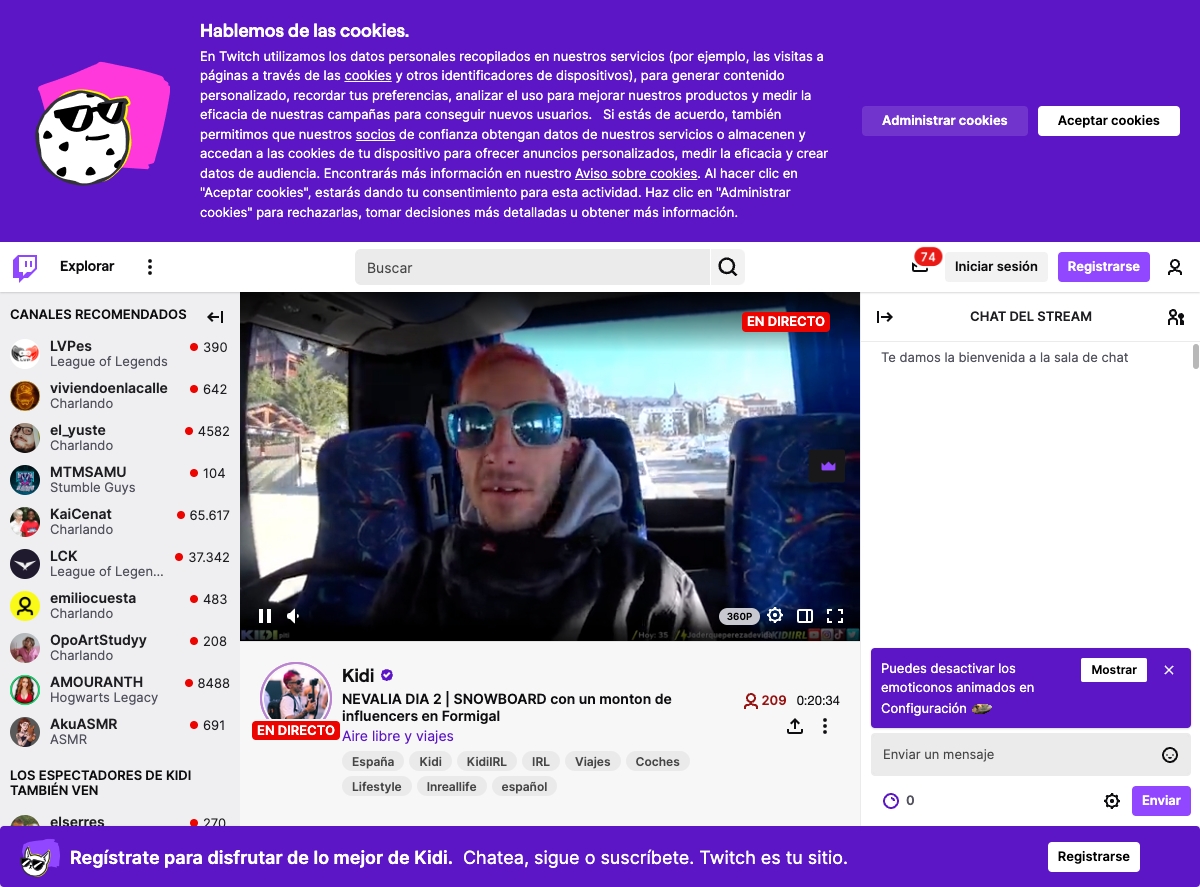 Hablemos de las cookies.
En Twitch utilizamos los datos personales recopilados en nuestros servicios (por ejemplo, las visitas a
páginas a través de las cookies y otros identificadores de dispositivos), para generar contenido
personalizado, recordar tus preferencias, analizar el uso para mejorar nuestros productos y medir la
eficacia de nuestras campañas para conseguir nuevos usuarios. Si estás de acuerdo, también
permitimos que nuestros socios de confianza obtengan datos de nuestros servicios o almacenen y
accedan a las cookies de tu dispositivo para ofrecer anuncios personalizados, medir la eficacia y crear
datos de audiencia. Encontrarás más información en nuestro Aviso sobre cookies. Al hacer clic en
"Aceptar cookies", estarás dando tu consentimiento para esta actividad. Haz clic en "Administrar
cookies" para rechazarlas, tomar decisiones más detalladas u obtener más información.
Administrar cookies
Aceptar cookies
Explorar
Buscar
74
Iniciar sesión
Registrarse
CANALES RECOMENDADOS
LVPes
390
League of Legends
viviendoenlacalle
642
Charlando
el_yuste
4582
Charlando
MTMSAMU
104
Stumble Guys
KaiCenat
65.617
Charlando
LCK
37.342
League of Legen...
emiliocuesta
483
Charlando
OpoArtStudyy
208
Charlando
AMOURANTH
8488
Hogwarts Legacy
AkuASMR
691
ASMR
LOS ESPECTADORES DE KIDI
TAMBIÉN VEN
elserres
270
EN DIRECTO
360P
KIDI
Hoy: 35
Joderqueperezadevida
KIDIIRL
Kidi
NEVALIA DIA 2 | SNOWBOARD con un monton de
influencers en Formigal
EN DIRECTO
Aire libre y viajes
209
0:20:34
España
Kidi
KidiIRL
IRL
Viajes
Coches
Lifestyle
Inreallife
español
CHAT DEL STREAM
Te damos la bienvenida a la sala de chat
Puedes desactivar los
emoticonos animados en
Configuración
Mostrar
Enviar un mensaje
0
Enviar
Regístrate para disfrutar de lo mejor de Kidi. Chatea, sigue o suscríbete. Twitch es tu sitio.
Registrarse